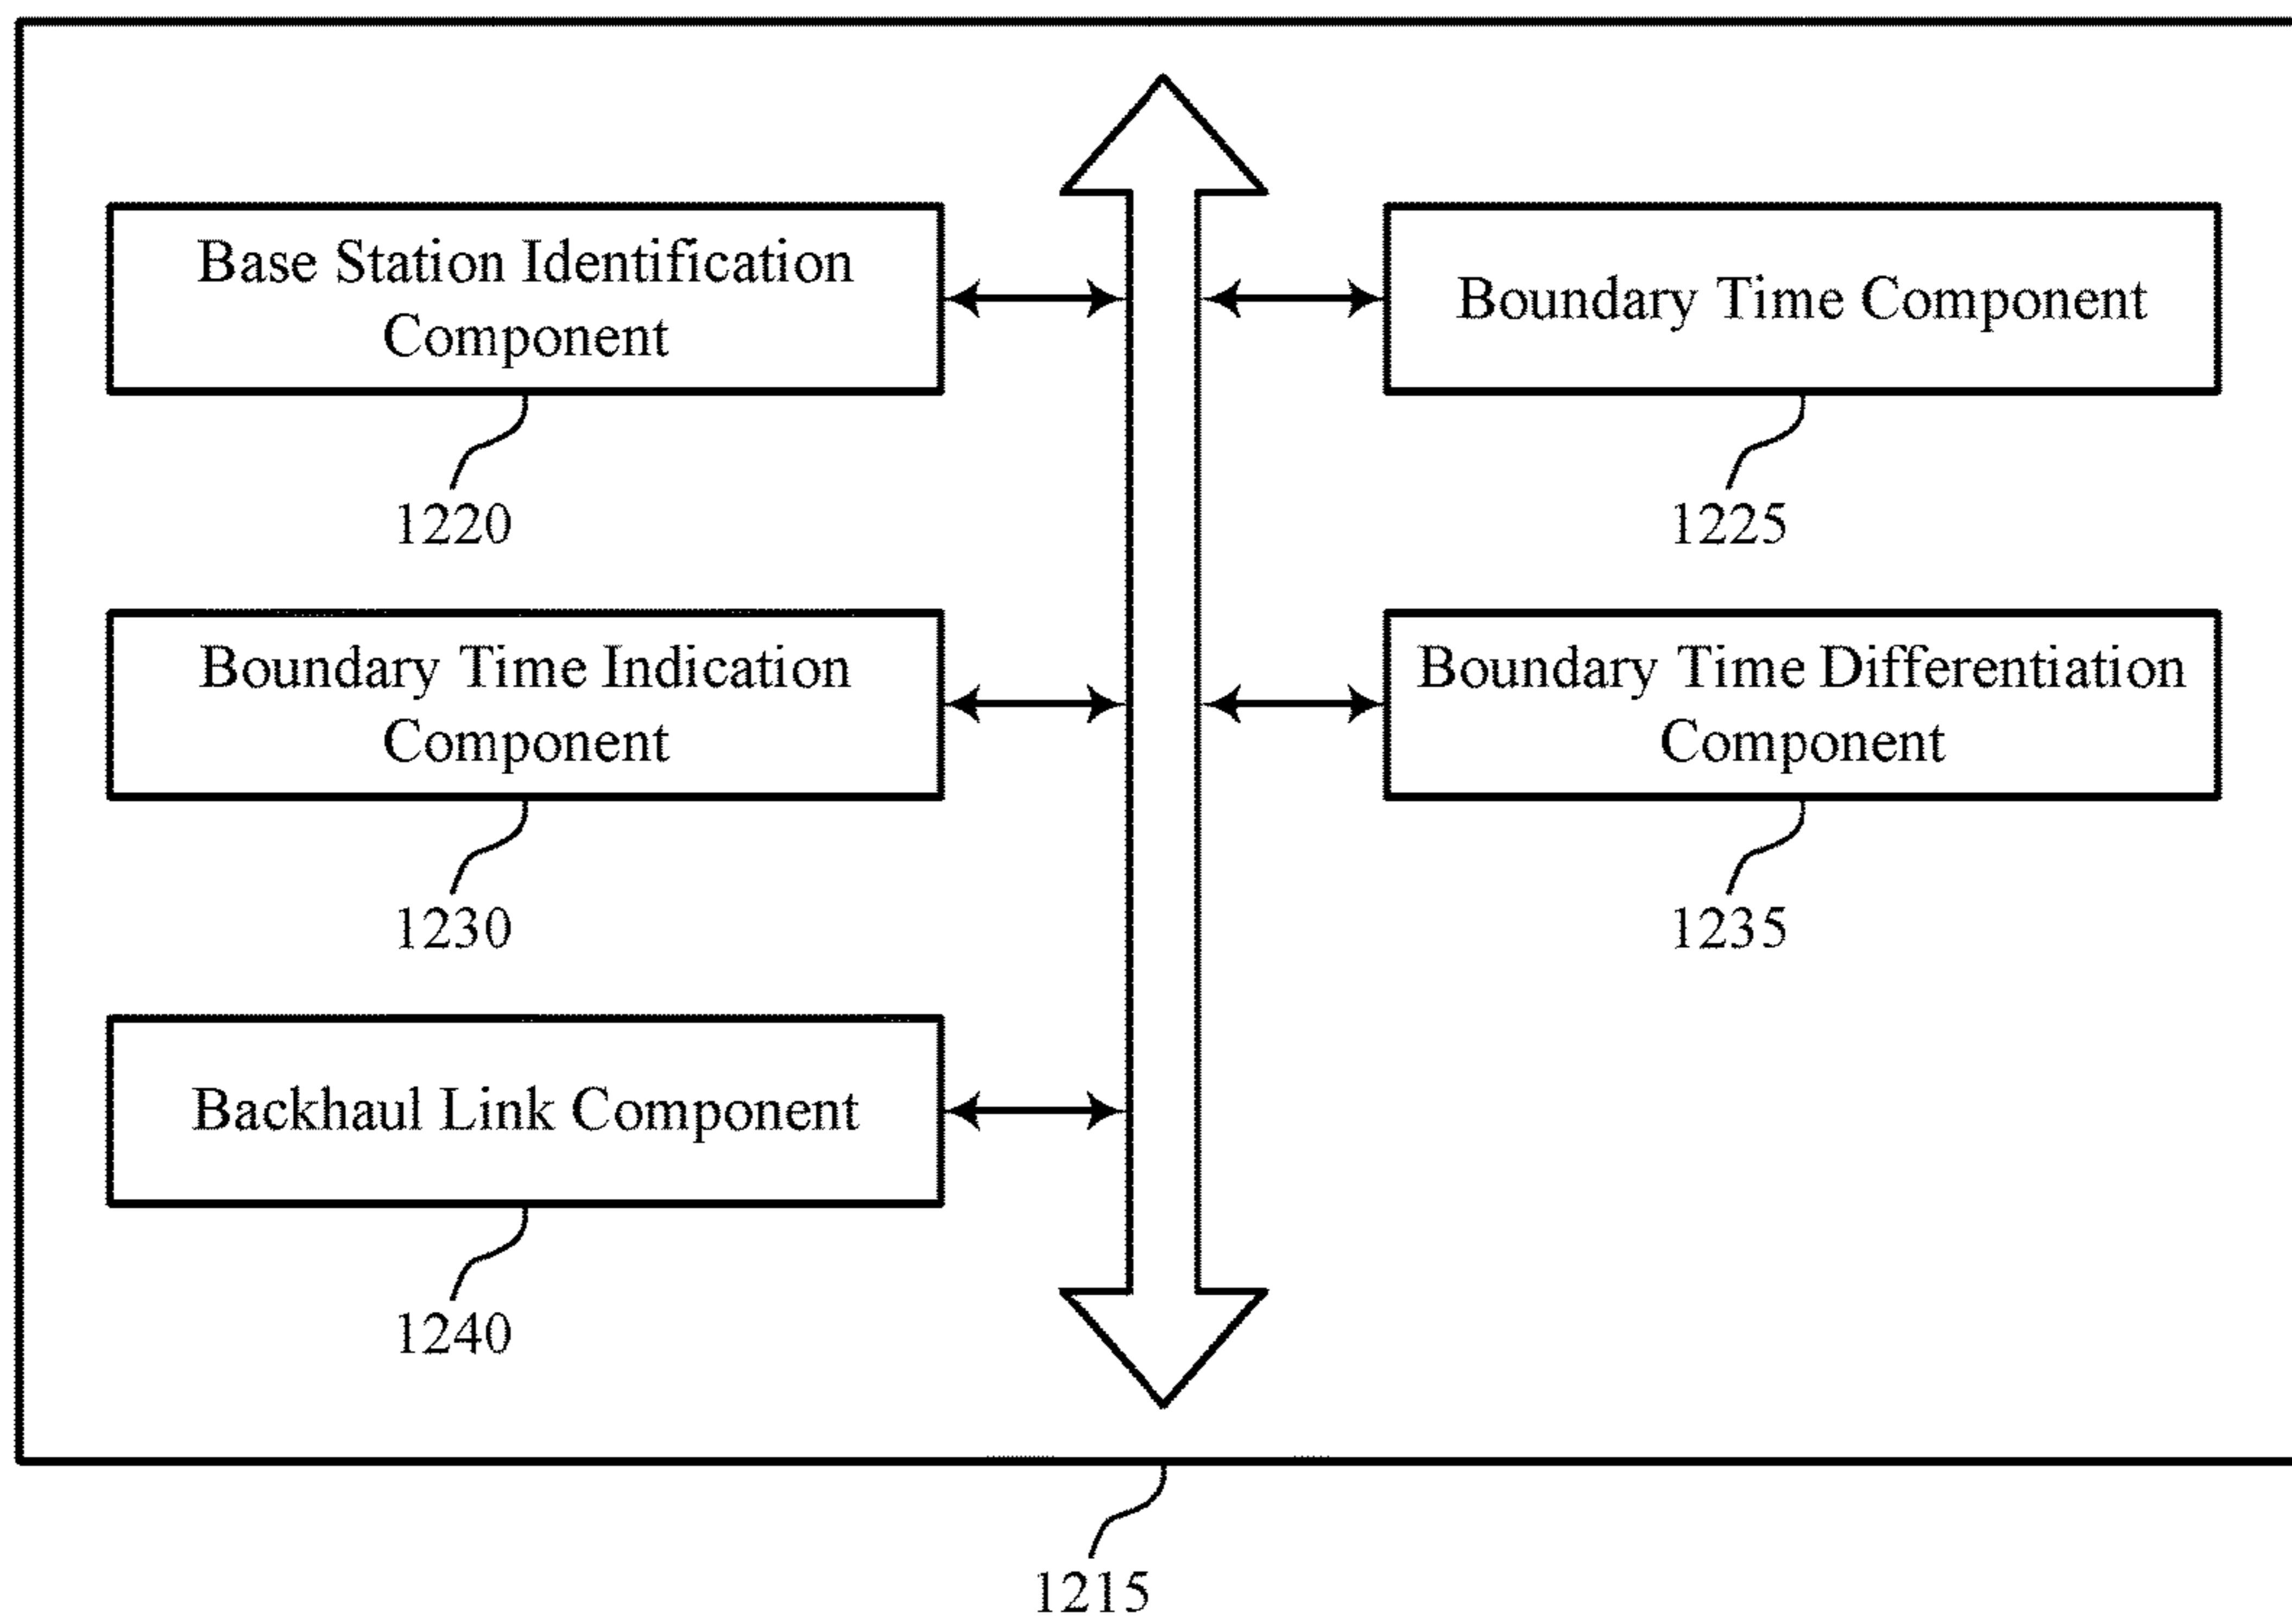 Base Station Identification
Component
1220
Boundary Time Component
1225
Boundary Time Indication
Component
1230
Boundary Time Differentiation
Component
1235
Backhaul Link Component
1240
1215